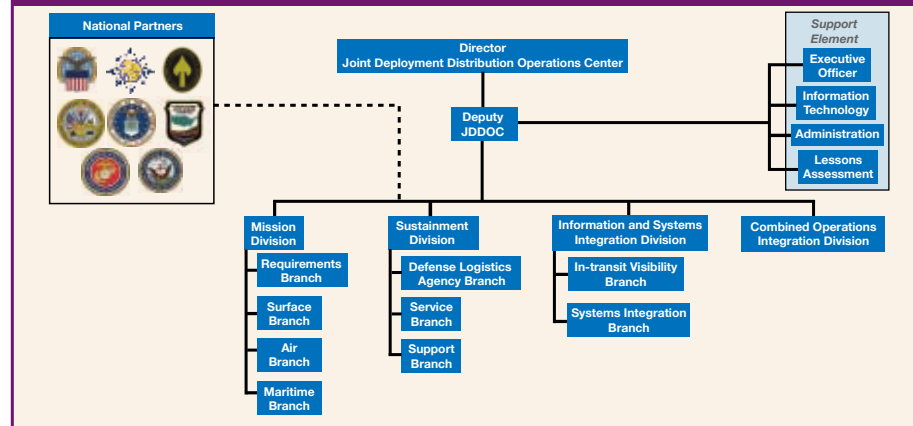 National Partners
Director
Joint Deployment Distribution Operations Center
Deputy
JDDOC
Support
Element
Executive
Officer
Information
Technology
Administration
Lessons
Assessment
Mission
Division
Requirements
Branch
Surface
Branch
Air
Branch
Maritime
Branch
Sustainment
Division
Defense Logistics
Agency Branch
Service
Branch
Support
Branch
Information and Systems
Integration Division
In-transit Visibility
Branch
Systems Integration
Branch
Combined Operations
Integration Division